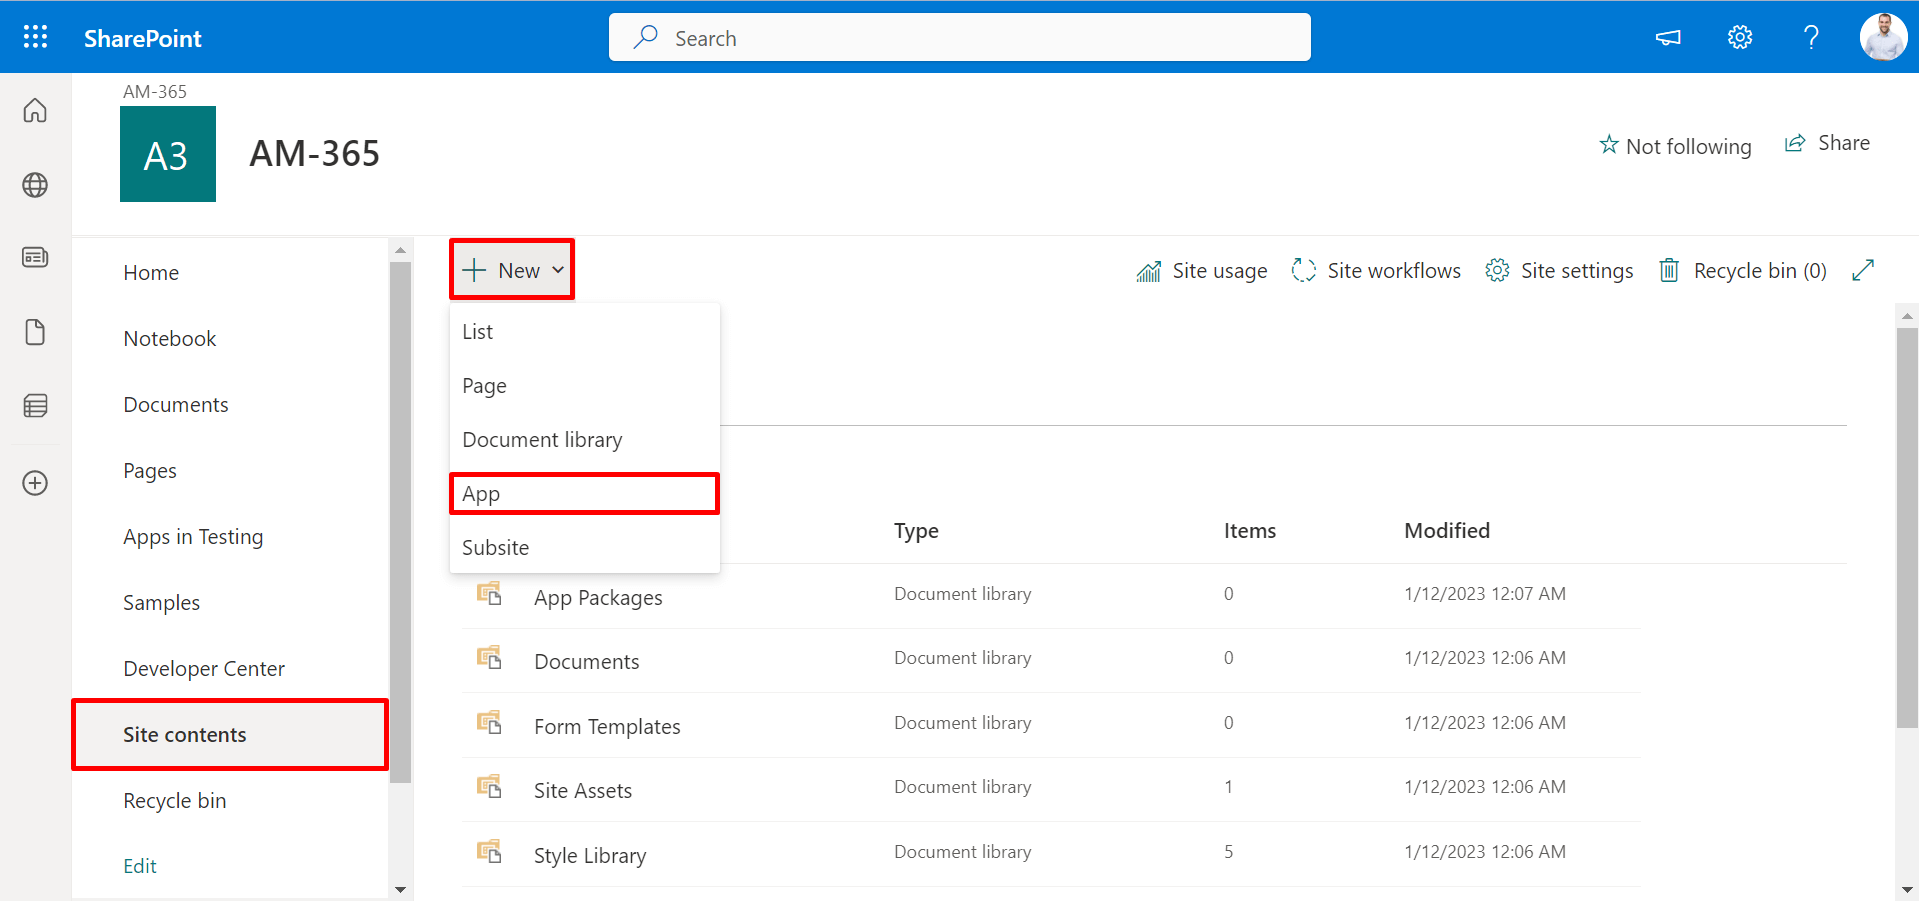 SharePoint
Search
AM-365
A3
AM-365
Not following
Share
Home
Notebook
Documents
Pages
Apps in Testing
Samples
Developer Center
Site contents
Recycle bin
Edit
New
Site usage
Site workflows
Site settings
Recycle bin (0)
List
Page
Document library
App
Subsite
Type Items Modified
App Packages Document library 0 1/12/2023 12:07 AM
Documents Document library 0 1/12/2023 12:06 AM
Form Templates Document library 0 1/12/2023 12:06 AM
Site Assets Document library 1 1/12/2023 12:06 AM
Style Library Document library 5 1/12/2023 12:06 AM